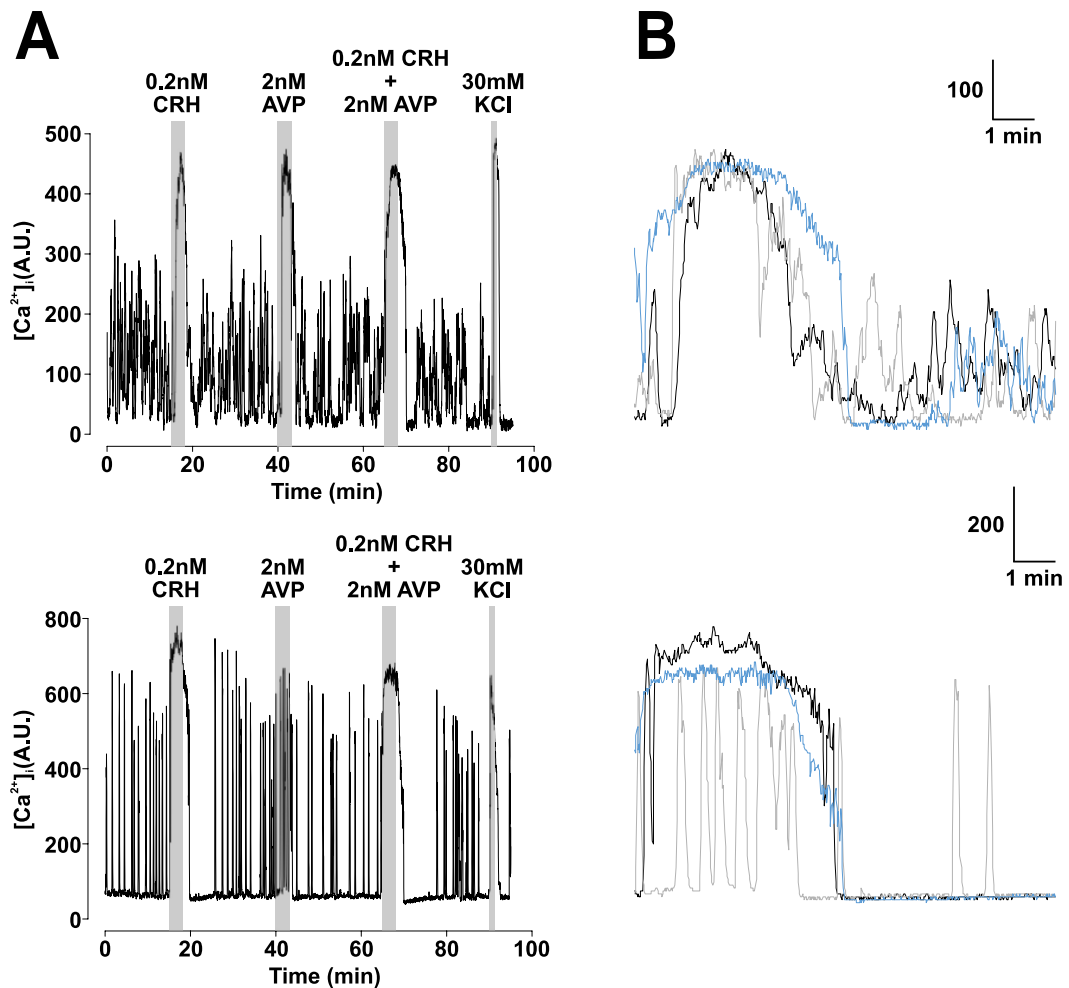 A
B
0.2nM CRH
0.2nM
2nM
+
30mM
CRH
AVP
2nM AVP
KCl
100
1 min
500
400
300
200
100
0
[Ca2+]i(A.U.)
0
20
40
60
80
100
Time (min)
0.2nM CRH
0.2nM
2nM
+
30mM
CRH
AVP
2nM AVP
KCl
200
1 min
800
600
400
200
0
[Ca2+]i(A.U.)
0
20
40
60
80
100
Time (min)